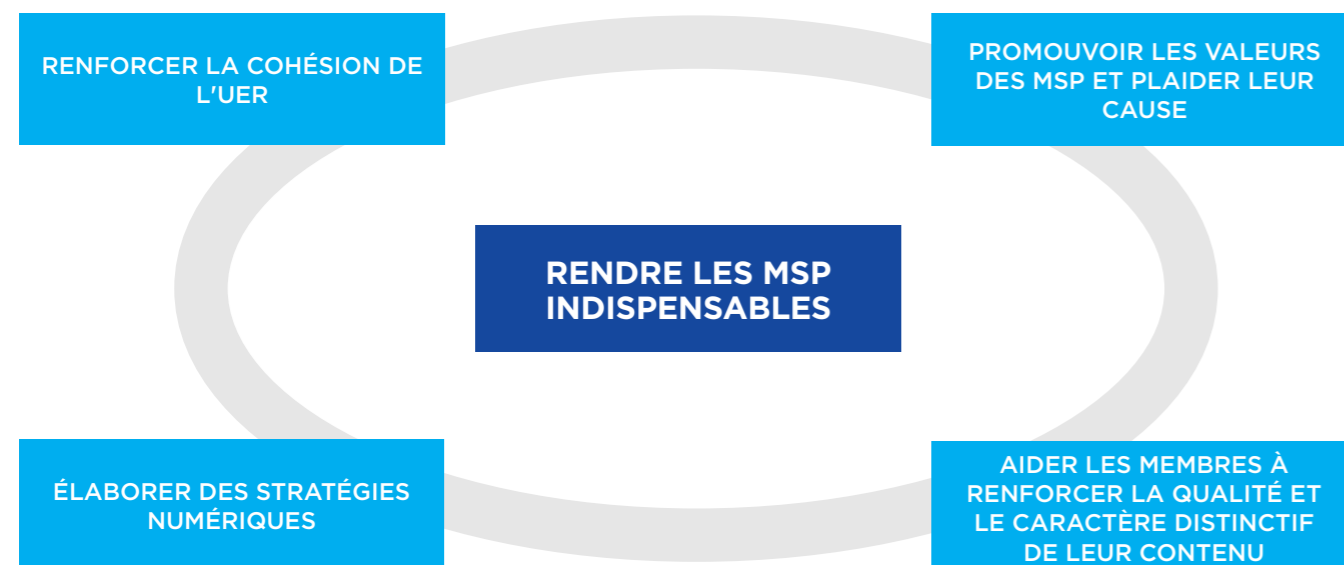 RENFORCER LA COHÉSION DE
L'UER
PROMOUVOIR LES VALEURS
DES MSP ET PLAIDER LEUR
CAUSE
RENDRE LES MSP
INDISPENSABLES
ÉLABORER DES STRATÉGIES
NUMÉRIQUES
AIDER LES MEMBRES À
RENFORCER LA QUALITÉ ET
LE CARACTÈRE DISTINCTIF
DE LEUR CONTENU